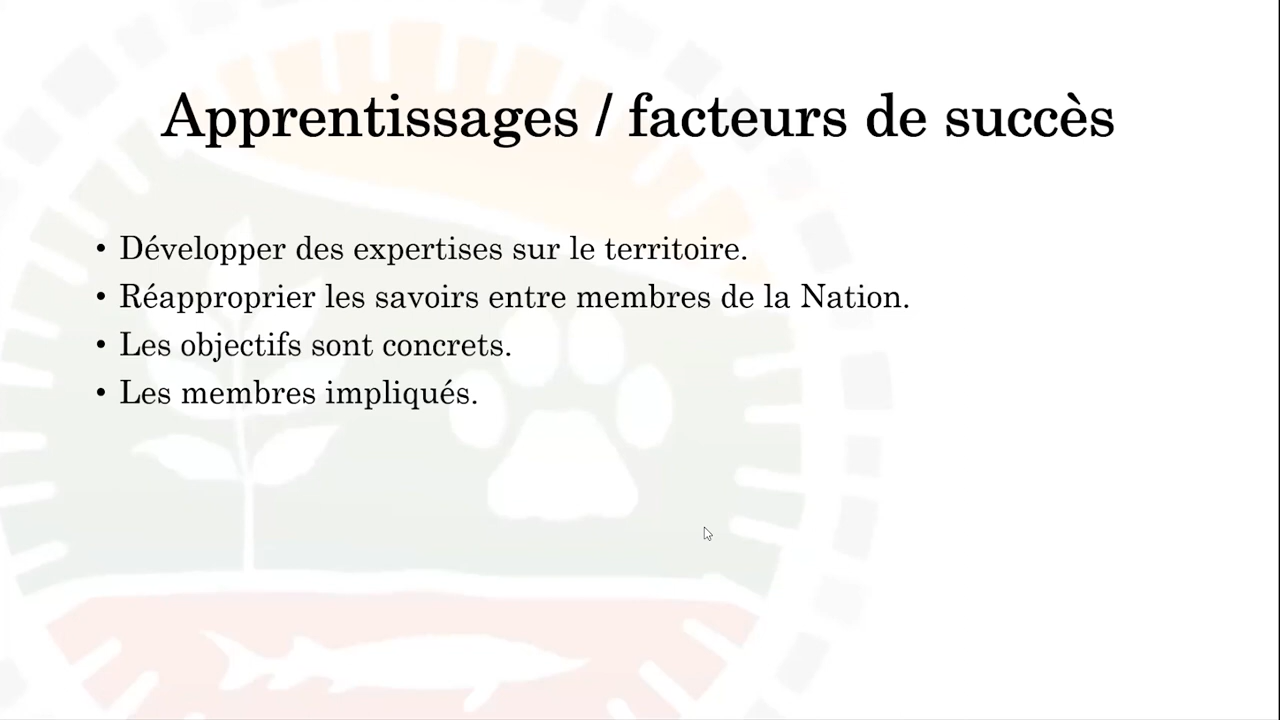 Apprentissages / facteurs de succès
• Développer des expertises sur le territoire.
• Réapproprier les savoirs entre membres de la Nation.
• Les objectifs sont concrets.
• Les membres impliqués.